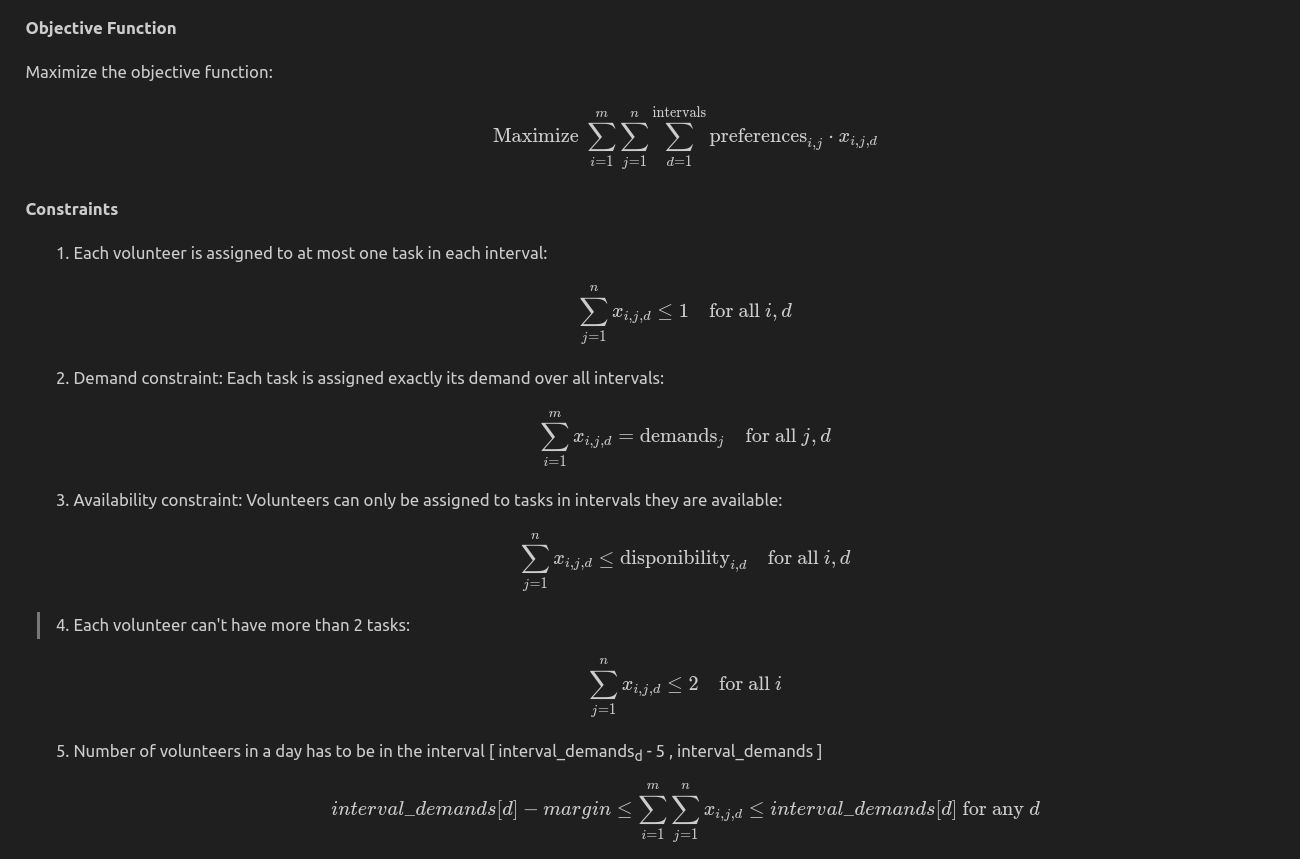 Objective Function
Maximize the objective function:
Maximize \sum_{i=1}^{m} \sum_{j=1}^{n} \sum_{d=1}^{\text{intervals}} \text{preferences}_{i,j} \cdot x_{i,j,d}
Constraints
1. Each volunteer is assigned to at most one task in each interval:
\sum_{j=1}^{n} x_{i,j,d} \leq 1 \quad \text{for all } i, d
2. Demand constraint: Each task is assigned exactly its demand over all intervals:
\sum_{i=1}^{m} x_{i,j,d} = \text{demands}_j \quad \text{for all } j, d
3. Availability constraint: Volunteers can only be assigned to tasks in intervals they are available:
\sum_{j=1}^{n} x_{i,j,d} \leq \text{disponibility}_{i,d} \quad \text{for all } i, d
4. Each volunteer can't have more than 2 tasks:
\sum_{j=1}^{n} x_{i,j,d} \leq 2 \quad \text{for all } i
5. Number of volunteers in a day has to be in the interval [ interval_demands_d - 5 , interval_demands ]
interval\_demands[d] - margin \leq \sum_{i=1}^{m} \sum_{j=1}^{n} x_{i,j,d} \leq interval\_demands[d] \text{ for any } d